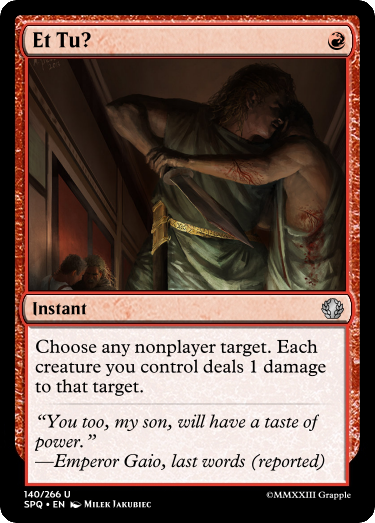 Et Tu?
Instant
Choose any nonplayer target. Each
creature you control deals 1 damage
to that target.
“You too, my son, will have a taste of
power.”
—Emperor Gaio, last words (reported)
140/266 U
SPQ • EN Milek Jakubiec
©MMXXIII Grapple